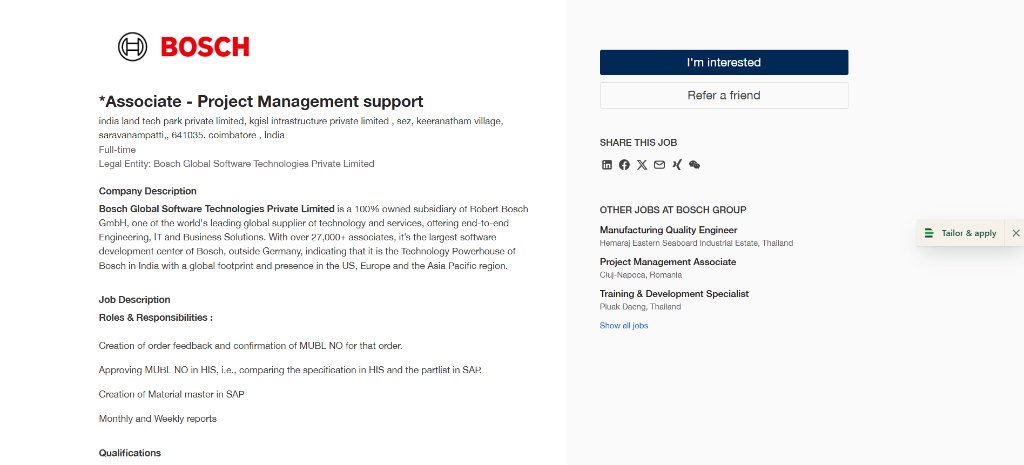 BOSCH
*Associate - Project Management support
india land tech park private limited, kgisl intrastructure private limited , sez, keeranatham village,
saravanampatti,, 641035. coimbatore , India
Full-time
Legal Entity: Bosch Global Software Technologies Private Limited
Company Description
Bosch Global Software Technologies Private Limited is a 100% owned subsidiary of Robert Bosch
GmbH, one of the world's leading global supplier of technology and services, offering end-to-end
Engineering, IT and Business Solutions. With over 27,000+ associates, it's the largest software
development center of Bosch, outside Germany, indicating that it is the Technology Powerhouse of
Bosch in India with a global footprint and presence in the US, Europe and the Asia Pacific region.
Job Description
Roles & Responsibilities :
Creation of order feedback and confirmation of MUBL NO for that order.
Approving MUBL NO in HIS, i.e., comparing the specification in HIS and the partlist in SAP.
Creation of Material master in SAP
Monthly and Weekly reports
Qualifications
I'm interested
Refer a friend
SHARE THIS JOB
OTHER JOBS AT BOSCH GROUP
Manufacturing Quality Engineer
Hemaraj Eastern Seaboard Industrial Estate, Thailand
Project Management Associate
Cluj-Napoca, Romania
Training & Development Specialist
Pluak Daeng, Thailand
Show all jobs
Tailor & apply